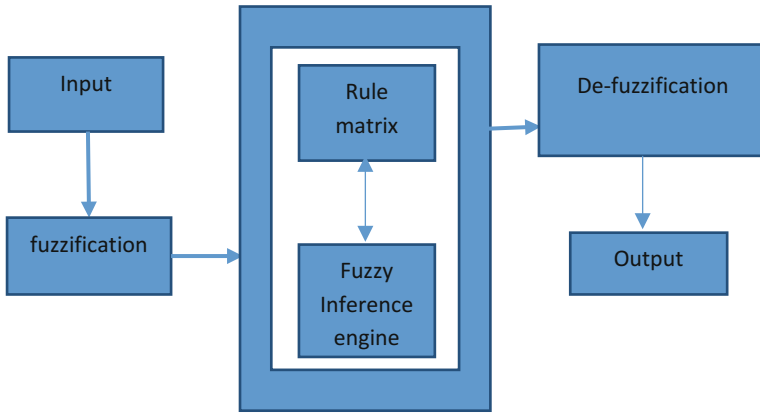 Input
fuzzification
Rule
matrix
Fuzzy
Inference
engine
De-fuzzification
Output